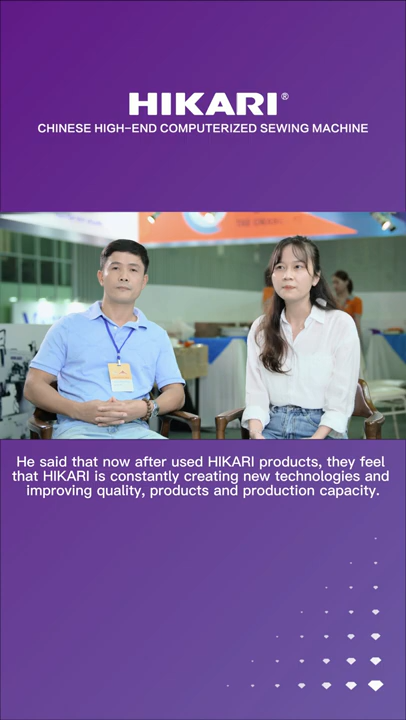 HIKARI®
CHINESE HIGH-END COMPUTERIZED SEWING MACHINE
He said that now after used HIKARI products, they feel
that HIKARI is constantly creating new technologies and
improving quality, products and production capacity.